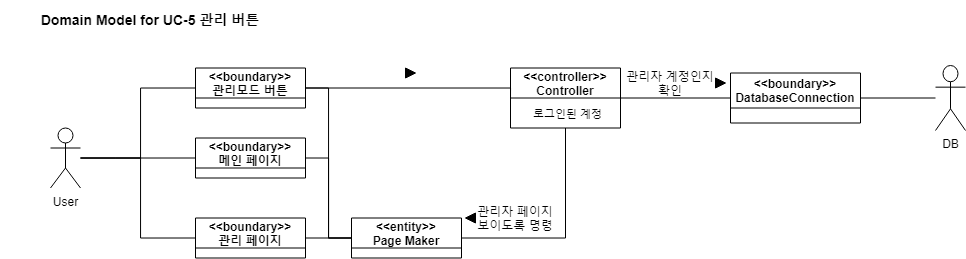 Domain Model for UC-5 관리 버튼
<<boundary>>
관리모드 버튼
<<controller>>
Controller
로그인된 계정
관리자 계정인지
확인
<<boundary>>
DatabaseConnection
DB
<<boundary>>
메인 페이지
User
<<boundary>>
관리 페이지
<<entity>>
Page Maker
관리자 페이지
보이도록 명령